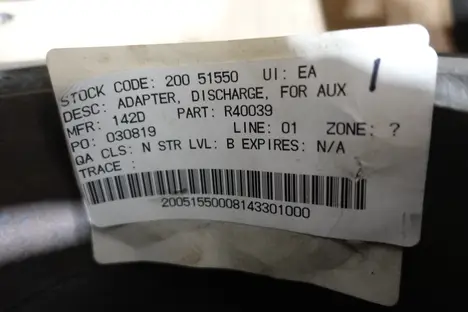 STOCK CODE: 200 51550 UI: EA
DESC: ADAPTER, DISCHARGE, FOR AUX
MFR: 142D PART: R40039
PO: 030819 LINE: 01 ZONE: ?
QA CLS: N STR LVL: B EXPIRES: N/A
TRACE :
20051550008143301000